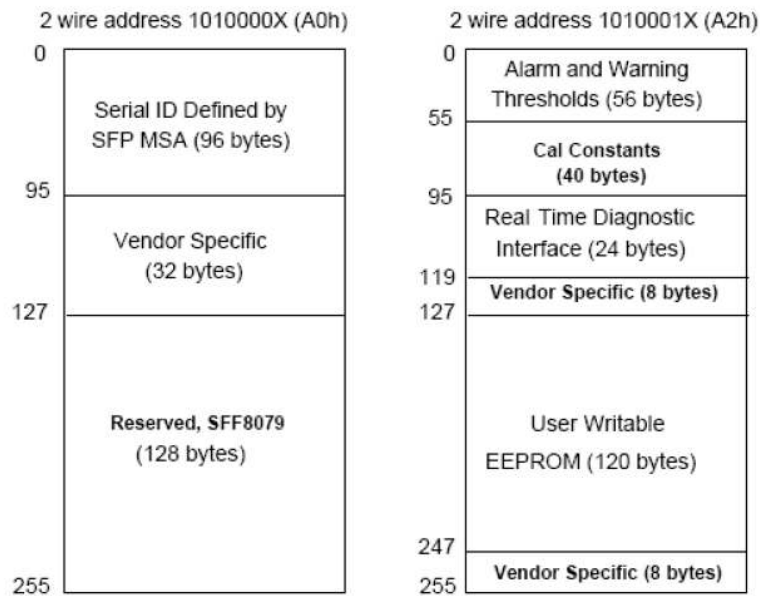 2 wire address 1010000X (A0h)
0
Serial ID Defined by
SFP MSA (96 bytes)
95
Vendor Specific
(32 bytes)
127
Reserved, SFF8079
(128 bytes)
255
2 wire address 1010001X (A2h)
0
Alarm and Warning
Thresholds (56 bytes)
55
Cal Constants
(40 bytes)
95
Real Time Diagnostic
Interface (24 bytes)
119
Vendor Specific (8 bytes)
127
User Writable
EEPROM (120 bytes)
247
Vendor Specific (8 bytes)
255